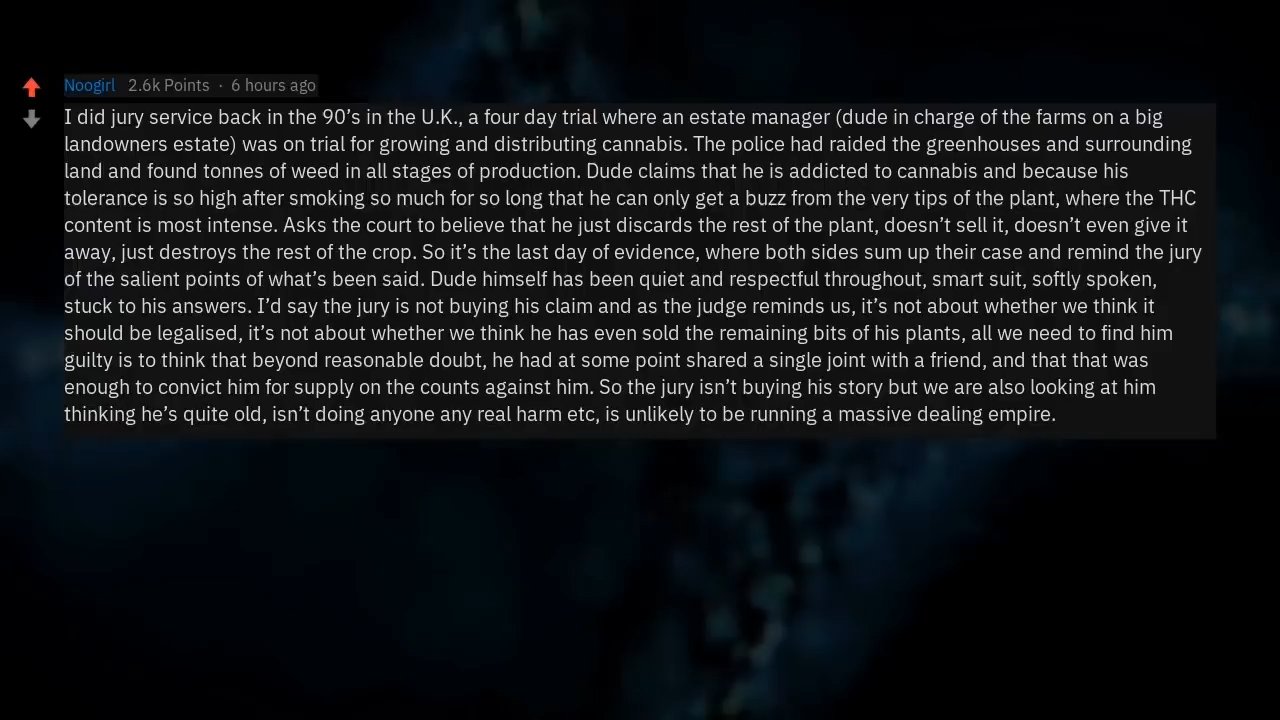 Noogirl 2.6k Points · 6 hours ago
I did jury service back in the 90’s in the U.K., a four day trial where an estate manager (dude in charge of the farms on a big
landowners estate) was on trial for growing and distributing cannabis. The police had raided the greenhouses and surrounding
land and found tonnes of weed in all stages of production. Dude claims that he is addicted to cannabis and because his
tolerance is so high after smoking so much for so long that he can only get a buzz from the very tips of the plant, where the THC
content is most intense. Asks the court to believe that he just discards the rest of the plant, doesn’t sell it, doesn’t even give it
away, just destroys the rest of the crop. So it’s the last day of evidence, where both sides sum up their case and remind the jury
of the salient points of what’s been said. Dude himself has been quiet and respectful throughout, smart suit, softly spoken,
stuck to his answers. I’d say the jury is not buying his claim and as the judge reminds us, it’s not about whether we think it
should be legalised, it’s not about whether we think he has even sold the remaining bits of his plants, all we need to find him
guilty is to think that beyond reasonable doubt, he had at some point shared a single joint with a friend, and that that was
enough to convict him for supply on the counts against him. So the jury isn’t buying his story but we are also looking at him
thinking he’s quite old, isn’t doing anyone any real harm etc, is unlikely to be running a massive dealing empire.